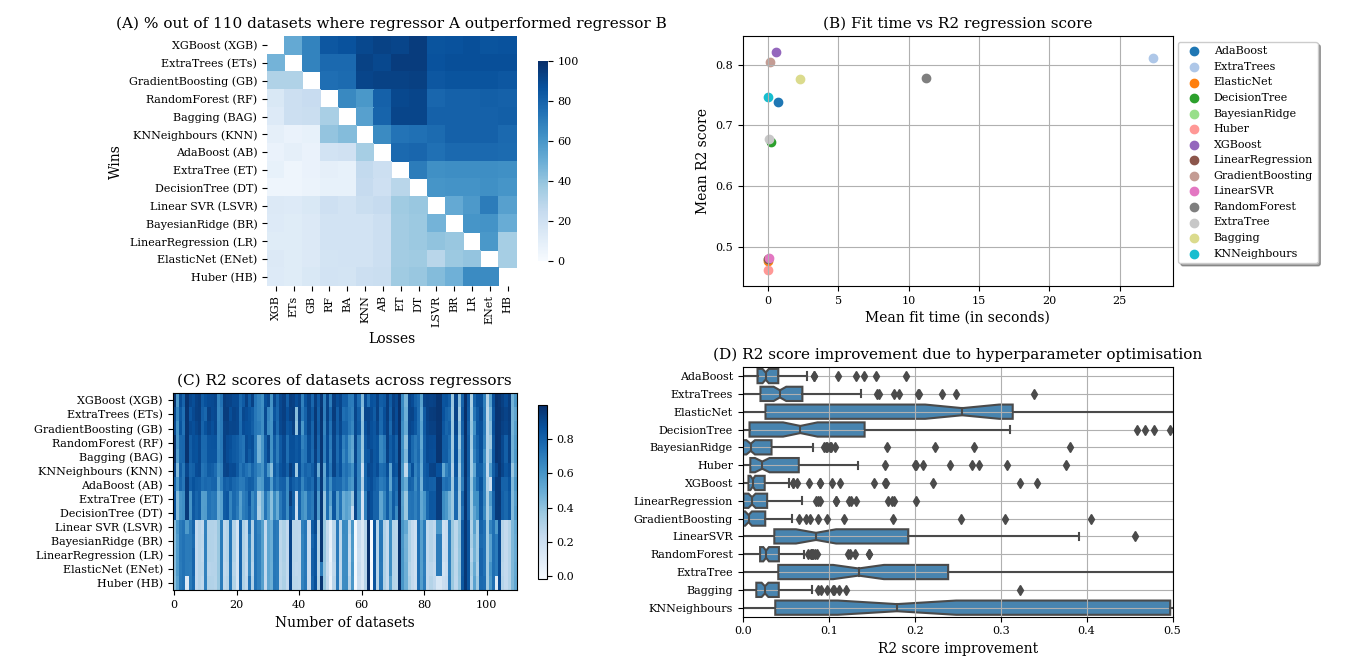 (A) % out of 110 datasets where regressor A outperformed regressor B
Wins
XGBoost (XGB)
ExtraTrees (ETs)
GradientBoosting (GB)
RandomForest (RF)
Bagging (BAG)
KNNeighbours (KNN)
AdaBoost (AB)
ExtraTree (ET)
DecisionTree (DT)
Linear SVR (LSVR)
BayesianRidge (BR)
LinearRegression (LR)
ElasticNet (ENet)
Huber (HB)
XGB
ETs
GB
RF
BA
KNN
AB
ET
DT
LSVR
BR
LR
ENet
HB
Losses
100
80
60
40
20
0
(B) Fit time vs R2 regression score
Mean R2 score
0.8
0.7
0.6
0.5
0 5 10 15 20 25
Mean fit time (in seconds)
AdaBoost
ExtraTrees
ElasticNet
DecisionTree
BayesianRidge
Huber
XGBoost
LinearRegression
GradientBoosting
LinearSVR
RandomForest
ExtraTree
Bagging
KNNeighbours
(C) R2 scores of datasets across regressors
XGBoost (XGB)
ExtraTrees (ETs)
GradientBoosting (GB)
RandomForest (RF)
Bagging (BAG)
KNNeighbours (KNN)
AdaBoost (AB)
ExtraTree (ET)
DecisionTree (DT)
Linear SVR (LSVR)
BayesianRidge (BR)
LinearRegression (LR)
ElasticNet (ENet)
Huber (HB)
0 20 40 60 80 100
Number of datasets
0.8
0.6
0.4
0.2
0.0
(D) R2 score improvement due to hyperparameter optimisation
AdaBoost
ExtraTrees
ElasticNet
DecisionTree
BayesianRidge
Huber
XGBoost
LinearRegression
GradientBoosting
LinearSVR
RandomForest
ExtraTree
Bagging
KNNeighbours
0.0 0.1 0.2 0.3 0.4 0.5
R2 score improvement